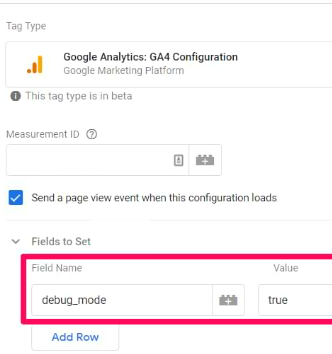 Tag Type
Google Analytics: GA4 Configuration
Google Marketing Platform
This tag type is in beta
Measurement ID
Send a page view event when this configuration loads
Fields to Set
Field Name Value
debug_mode true
Add Row